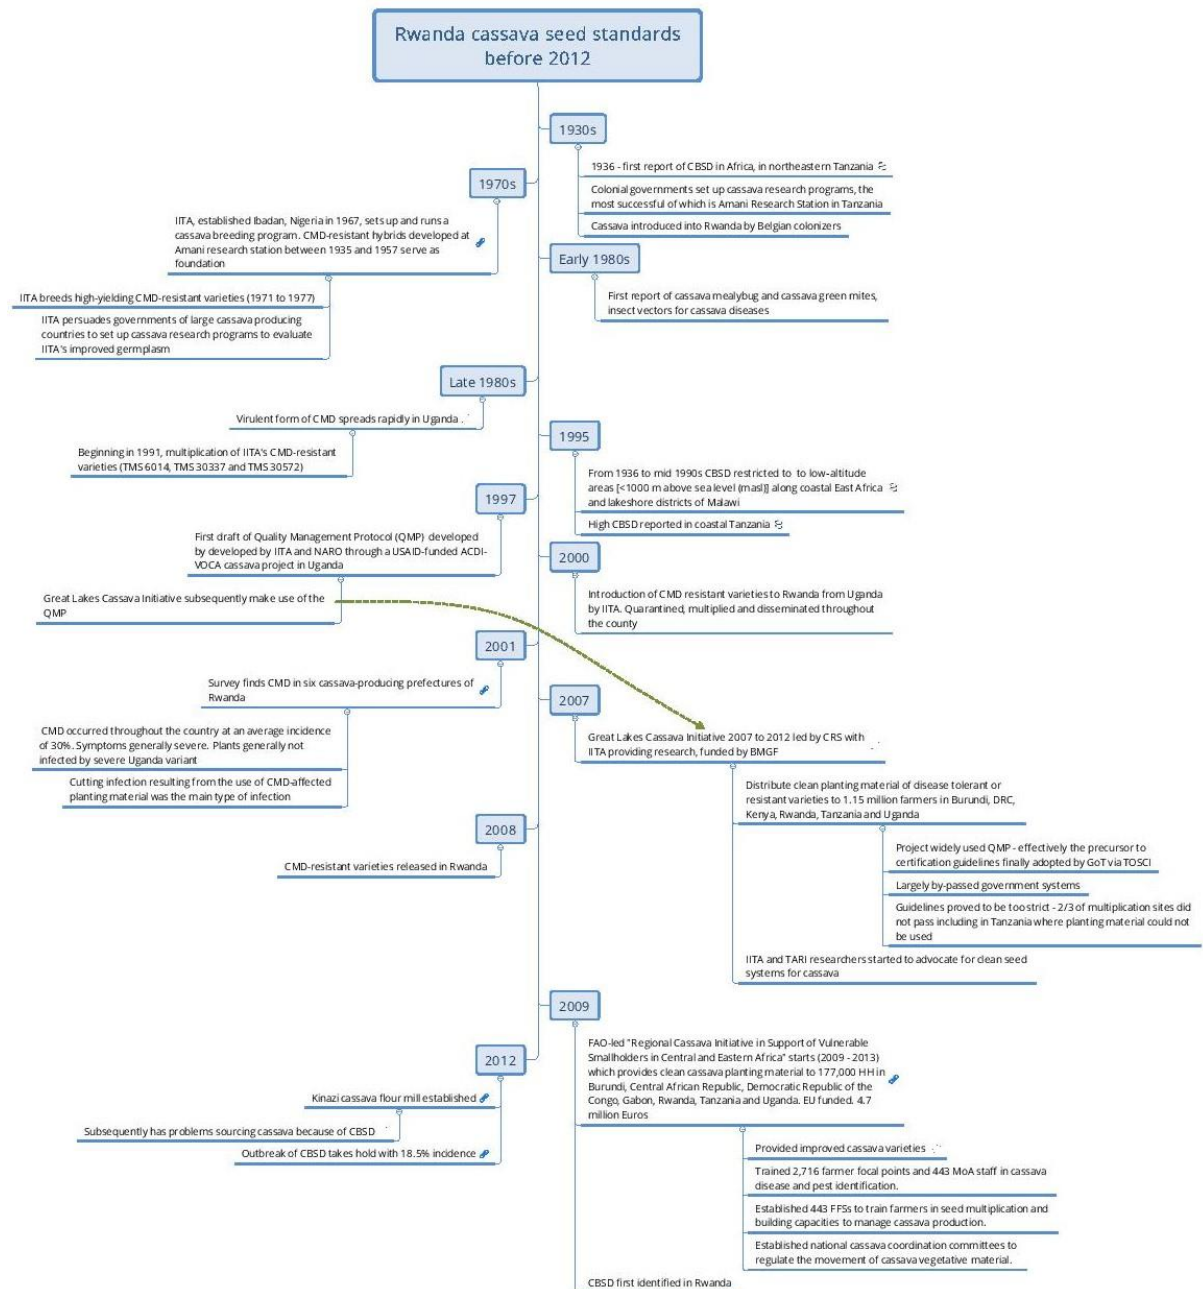 Rwanda cassava seed standards
before 2012
1930s
1936 - first report of CBSD in Africa, in northeastern Tanzania
Colonial governments set up cassava research programs, the
most successful of which is Amani Research Station in Tanzania
Cassava introduced into Rwanda by Belgian colonizers
1970s
IITA, established Ibadan, Nigeria in 1967, sets up and runs a
cassava breeding program. CMD-resistant hybrids developed at
Amani research station between 1935 and 1957 serve as
foundation
IITA breeds high-yielding CMD-resistant varieties (1971 to 1977)
IITA persuades governments of large cassava producing
countries to set up cassava research programs to evaluate
IITA's improved germplasm
Early 1980s
First report of cassava mealybug and cassava green mites,
insect vectors for cassava diseases
Late 1980s
Virulent form of CMD spreads rapidly in Uganda .
Beginning in 1991, multiplication of IITA's CMD-resistant
varieties (TMS 6014, TMS 30337 and TMS 30572)
1995
From 1936 to mid 1990s CBSD restricted to to low-altitude
areas [<1000 m above sea level (masl)] along coastal East Africa
and lakeshore districts of Malawi
High CBSD reported in coastal Tanzania
1997
First draft of Quality Management Protocol (QMP) developed
by developed by IITA and NARO through a USAID-funded ACDI-
VOCA cassava project in Uganda
Great Lakes Cassava Initiative subsequently make use of the
QMP
2000
Introduction of CMD resistant varieties to Rwanda from Uganda
by IITA. Quarantined, multiplied and disseminated throughout
the county
2001
Survey finds CMD in six cassava-producing prefectures of
Rwanda
CMD occurred throughout the country at an average incidence
of 30%. Symptoms generally severe. Plants generally not
infected by severe Uganda variant
Cutting infection resulting from the use of CMD-affected
planting material was the main type of infection
2007
Great Lakes Cassava Initiative 2007 to 2012 led by CRS with
IITA providing research, funded by BMGF
Distribute clean planting material of disease tolerant or
resistant varieties to 1.15 million farmers in Burundi, DRC,
Kenya, Rwanda, Tanzania and Uganda
Project widely used QMP - effectively the precursor to
certification guidelines finally adopted by GoT via TOSCI
Largely by-passed government systems
Guidelines proved to be too strict - 2/3 of multiplication sites did
not pass including in Tanzania where planting material could not
be used
IITA and TARI researchers started to advocate for clean seed
systems for cassava
2008
CMD-resistant varieties released in Rwanda
2009
FAO-led "Regional Cassava Initiative in Support of Vulnerable
Smallholders in Central and Eastern Africa" starts (2009 - 2013)
which provides clean cassava planting material to 177,000 HH in
Burundi, Central African Republic, Democratic Republic of the
Congo, Gabon, Rwanda, Tanzania and Uganda. EU funded. 4.7
million Euros
Provided improved cassava varieties
Trained 2,716 farmer focal points and 443 MoA staff in cassava
disease and pest identification.
Established 443 FFSs to train farmers in seed multiplication and
building capacities to manage cassava production.
Established national cassava coordination committees to
regulate the movement of cassava vegetative material.
CBSD first identified in Rwanda
2012
Kinazi cassava flour mill established
Subsequently has problems sourcing cassava because of CBSD
Outbreak of CBSD takes hold with 18.5% incidence